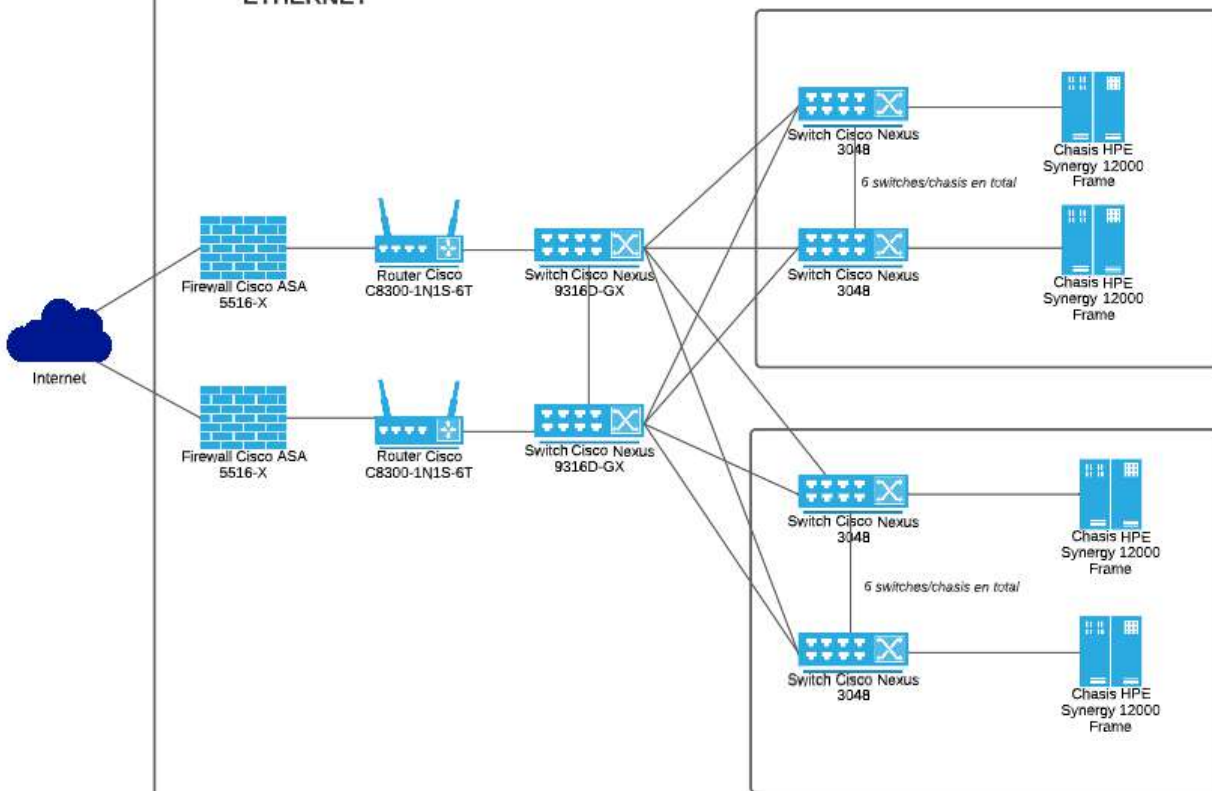 ETHERNET
Switch Cisco Nexus
3048
Chasis HPE
Synergy 12000
Frame
6 switches/chasis en total
Switch Cisco Nexus
3048
Chasis HPE
Synergy 12000
Frame
Firewall Cisco ASA
5516-X
Router Cisco
C8300-1N1S-6T
Switch Cisco Nexus
9316D-GX
Internet
Firewall Cisco ASA
5516-X
Router Cisco
C8300-1N1S-6T
Switch Cisco Nexus
9316D-GX
Switch Cisco Nexus
3048
Chasis HPE
Synergy 12000
Frame
6 switches/chasis en total
Switch Cisco Nexus
3048
Chasis HPE
Synergy 12000
Frame